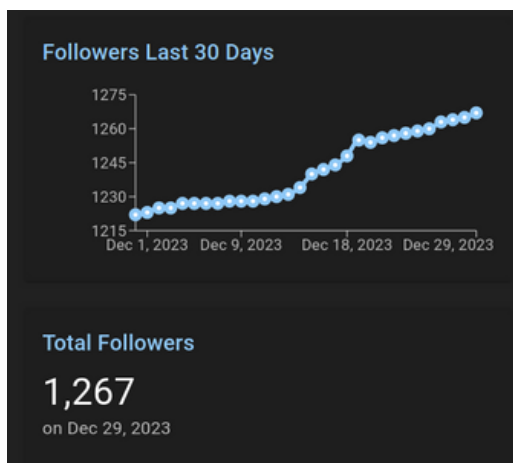 Followers Last 30 Days
1275
1260
1245
1230
1215
Dec 1, 2023 Dec 9, 2023 Dec 18, 2023 Dec 29, 2023
Total Followers
1,267
on Dec 29, 2023